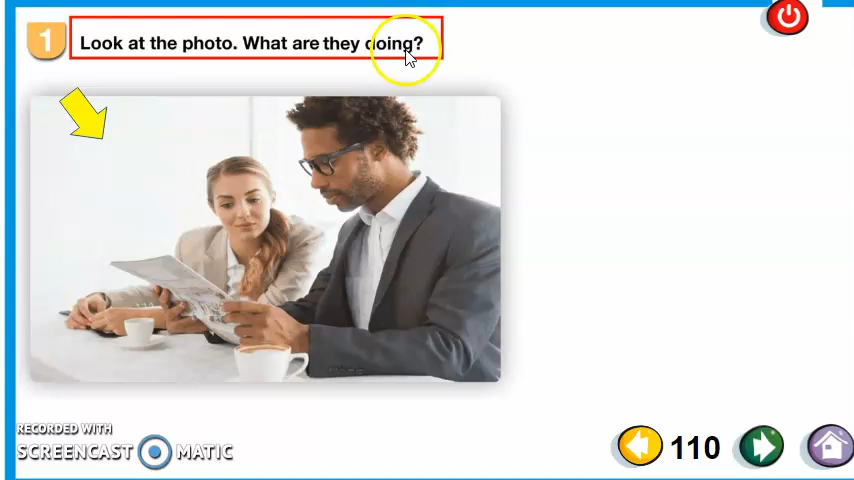 1 Look at the photo. What are they doing?
RECORDED WITH
SCREENCAST MATIC
110